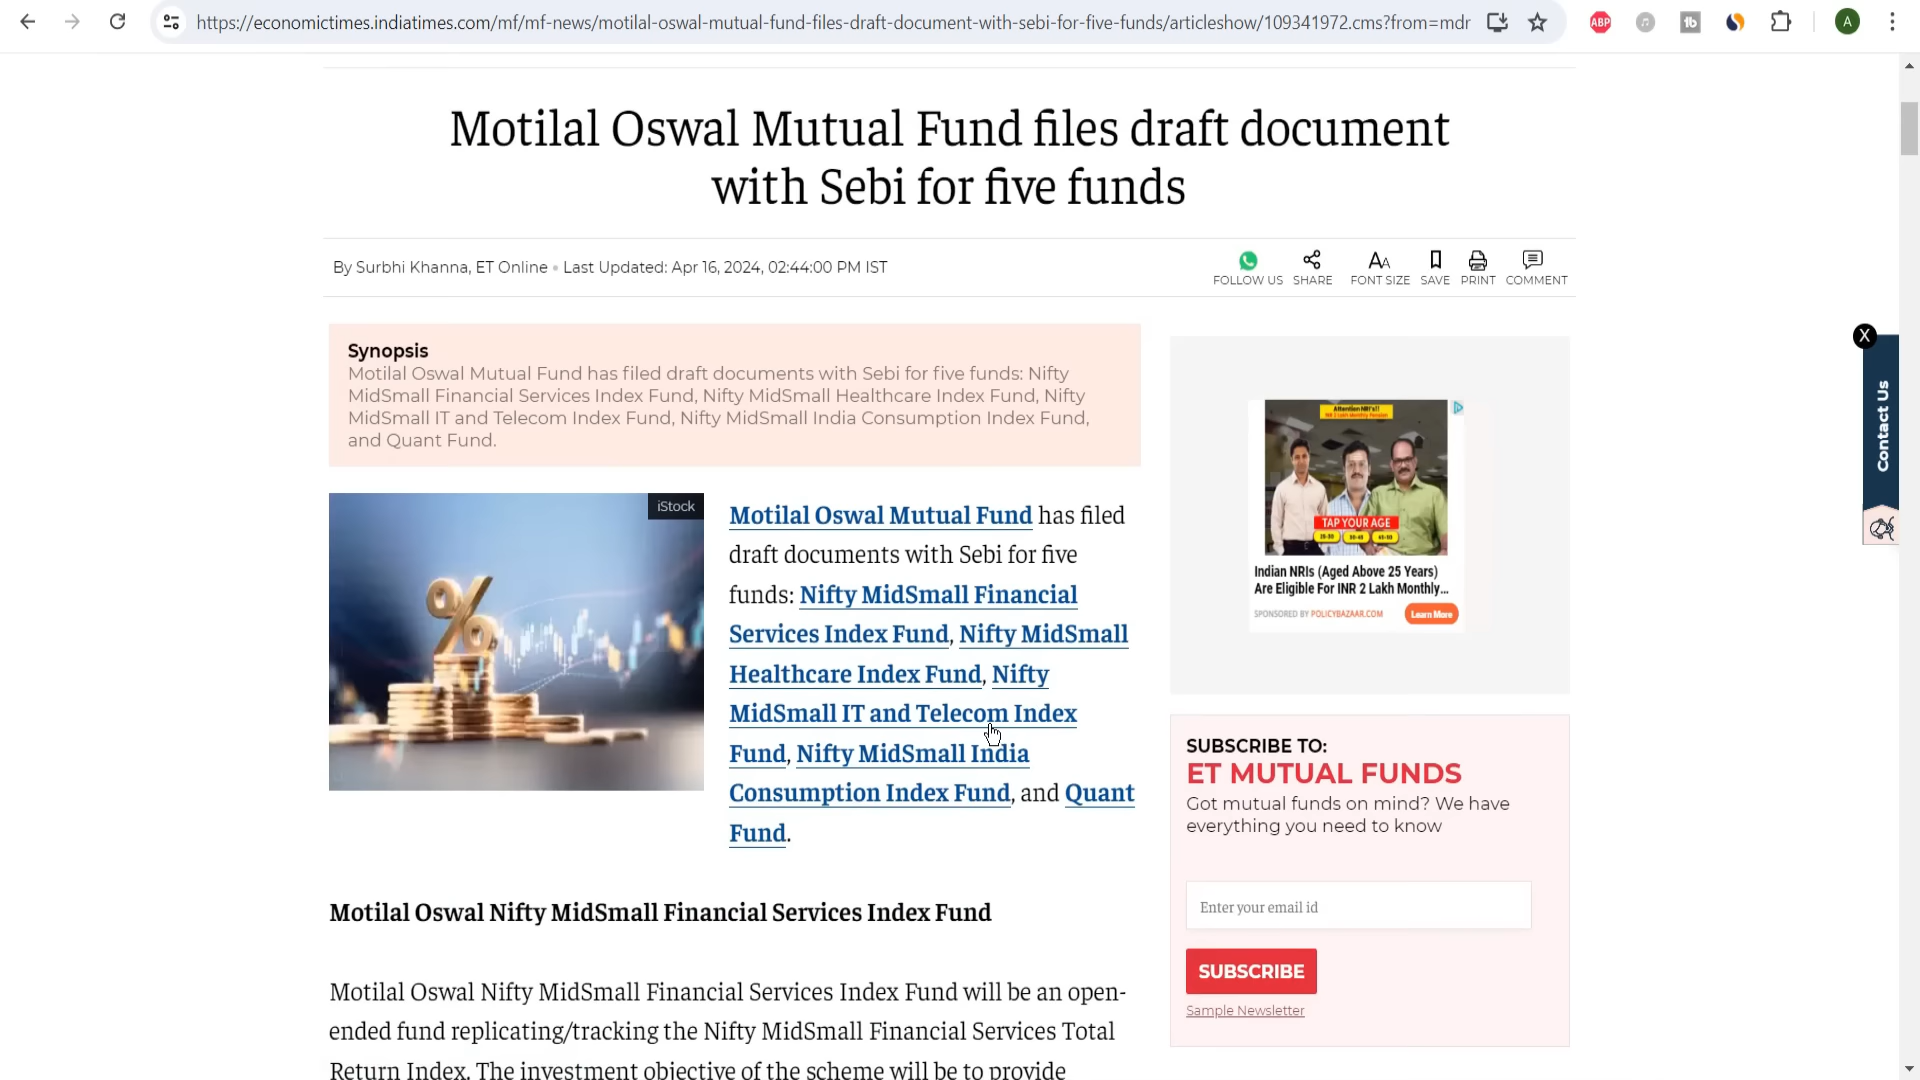 https://economictimes.indiatimes.com/mf/mf-news/motilal-oswal-mutual-fund-files-draft-document-with-sebi-for-five-funds/articleshow/109341972.cms?from=mdr
ABP
A
Motilal Oswal Mutual Fund files draft document
with Sebi for five funds
By Surbhi Khanna, ET Online • Last Updated: Apr 16, 2024, 02:44:00 PM IST
FOLLOW US SHARE FONT SIZE SAVE PRINT COMMENT
Synopsis
Motilal Oswal Mutual Fund has filed draft documents with Sebi for five funds: Nifty
MidSmall Financial Services Index Fund, Nifty MidSmall Healthcare Index Fund, Nifty
MidSmall IT and Telecom Index Fund, Nifty MidSmall India Consumption Index Fund,
and Quant Fund.
iStock
Motilal Oswal Mutual Fund has filed
draft documents with Sebi for five
funds: Nifty MidSmall Financial
Services Index Fund, Nifty MidSmall
Healthcare Index Fund, Nifty
MidSmall IT and Telecom Index
Fund, Nifty MidSmall India
Consumption Index Fund, and Quant
Fund.
Motilal Oswal Nifty MidSmall Financial Services Index Fund
Motilal Oswal Nifty MidSmall Financial Services Index Fund will be an open-
ended fund replicating/tracking the Nifty MidSmall Financial Services Total
Return Index. The investment objective of the scheme will be to provide
Attention NRI's!!
INR 2 Lakh Monthly Pension
TAP YOUR AGE
Indian NRIs (Aged Above 25 Years)
Are Eligible For INR 2 Lakh Monthly...
SPONSORED BY POLICYBAZAAR.COM
Learn More
SUBSCRIBE TO:
ET MUTUAL FUNDS
Got mutual funds on mind? We have
everything you need to know
Enter your email id
SUBSCRIBE
Sample Newsletter
X
Contact Us